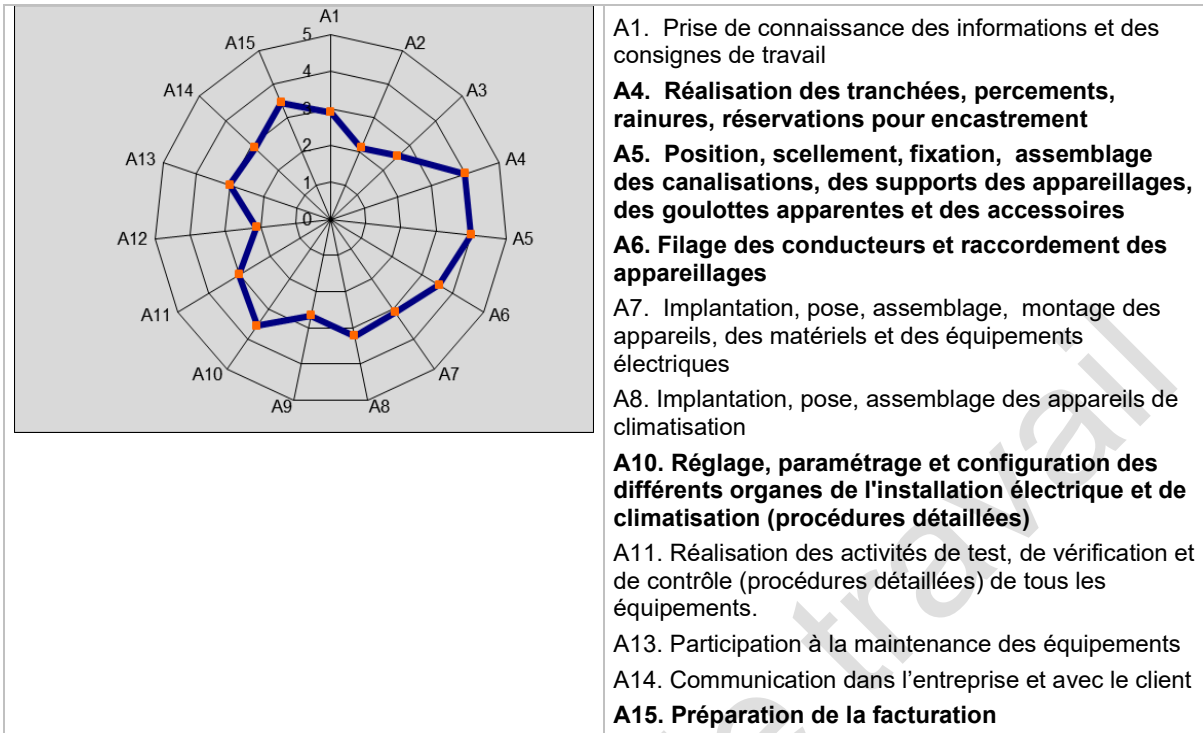 A1
A2
A3
A4
A5
A6
A7
A8
A9
A10
A11
A12
A13
A14
A15
5
4
3
2
1
0
A1. Prise de connaissance des informations et des
consignes de travail
A4. Réalisation des tranchées, percements,
rainures, réservations pour encastrement
A5. Position, scellement, fixation, assemblage
des canalisations, des supports des appareillages,
des goulottes apparentes et des accessoires
A6. Filage des conducteurs et raccordement des
appareillages
A7. Implantation, pose, assemblage, montage des
appareils, des matériels et des équipements
électriques
A8. Implantation, pose, assemblage des appareils de
climatisation
A10. Réglage, paramétrage et configuration des
différents organes de l'installation électrique et de
climatisation (procédures détaillées)
A11. Réalisation des activités de test, de vérification et
de contrôle (procédures détaillées) de tous les
équipements.
A13. Participation à la maintenance des équipements
A14. Communication dans l’entreprise et avec le client
A15. Préparation de la facturation
travail